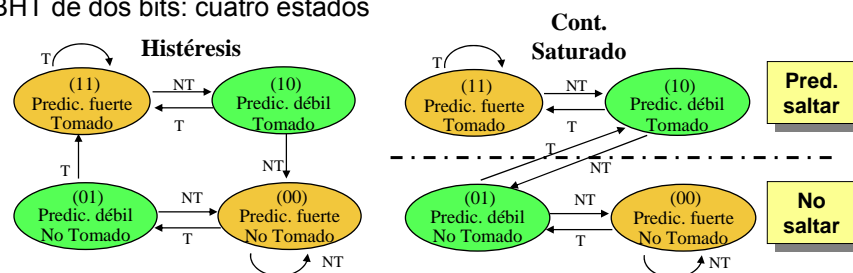 BHT de dos bits: cuatro estados
Histéresis
T
(11)
Predic. fuerte
Tomado
NT
T
(10)
Predic. débil
Tomado
T
NT
(01)
Predic. débil
No Tomado
NT
T
(00)
Predic. fuerte
No Tomado
NT
Cont.
Saturado
T
(11)
Predic. fuerte
Tomado
NT
T
(10)
Predic. débil
Tomado
T
NT
(01)
Predic. débil
No Tomado
NT
T
(00)
Predic. fuerte
No Tomado
NT
Pred.
saltar
No
saltar